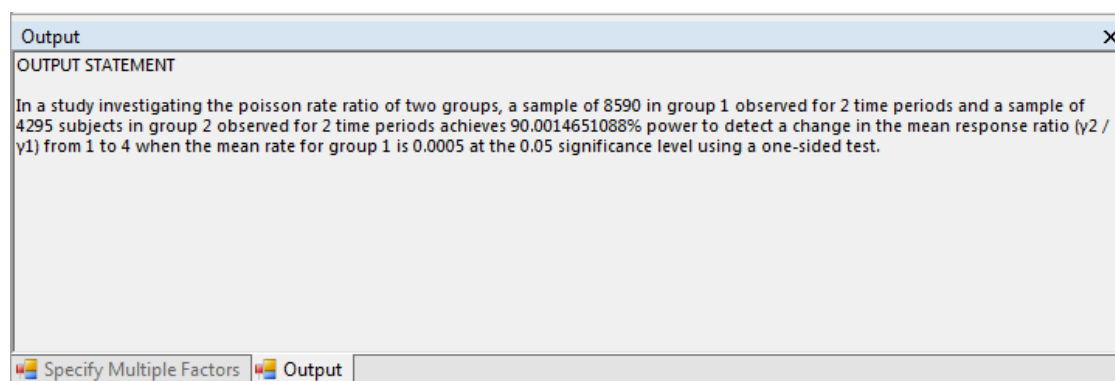 Output
OUTPUT STATEMENT
In a study investigating the poisson rate ratio of two groups, a sample of 8590 in group 1 observed for 2 time periods and a sample of
4295 subjects in group 2 observed for 2 time periods achieves 90.0014651088% power to detect a change in the mean response ratio (γ2 /
γ1) from 1 to 4 when the mean rate for group 1 is 0.0005 at the 0.05 significance level using a one-sided test.
Specify Multiple Factors Output